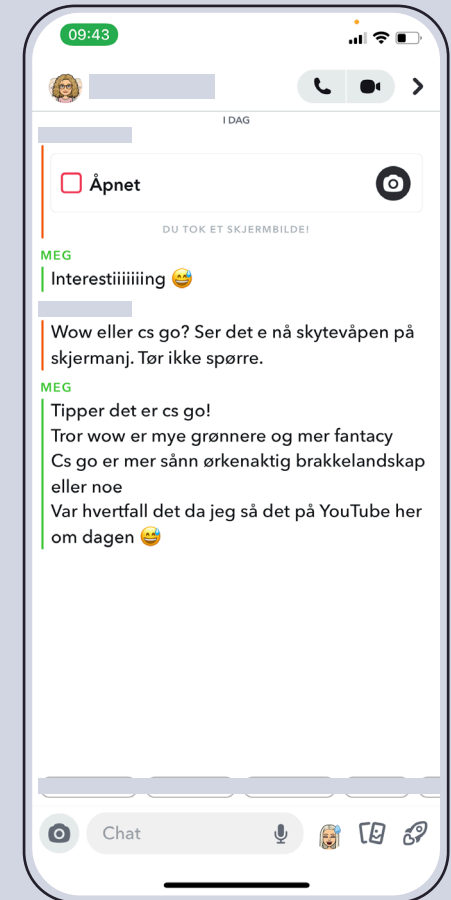 09:43
I DAG
Åpnet
DU TOK ET SKJERMBILDE!
MEG
Interestiiiiiiing 😅
Wow eller cs go? Ser det e nå skytevåpen på
skjermanj. Tør ikke spørre.
MEG
Tipper det er cs go!
Tror wow er mye grønnere og mer fantacy
Cs go er mer sånn ørkenaktig brakkelandskap
eller noe
Var hvertfall det da jeg så det på YouTube her
om dagen 😅
Chat